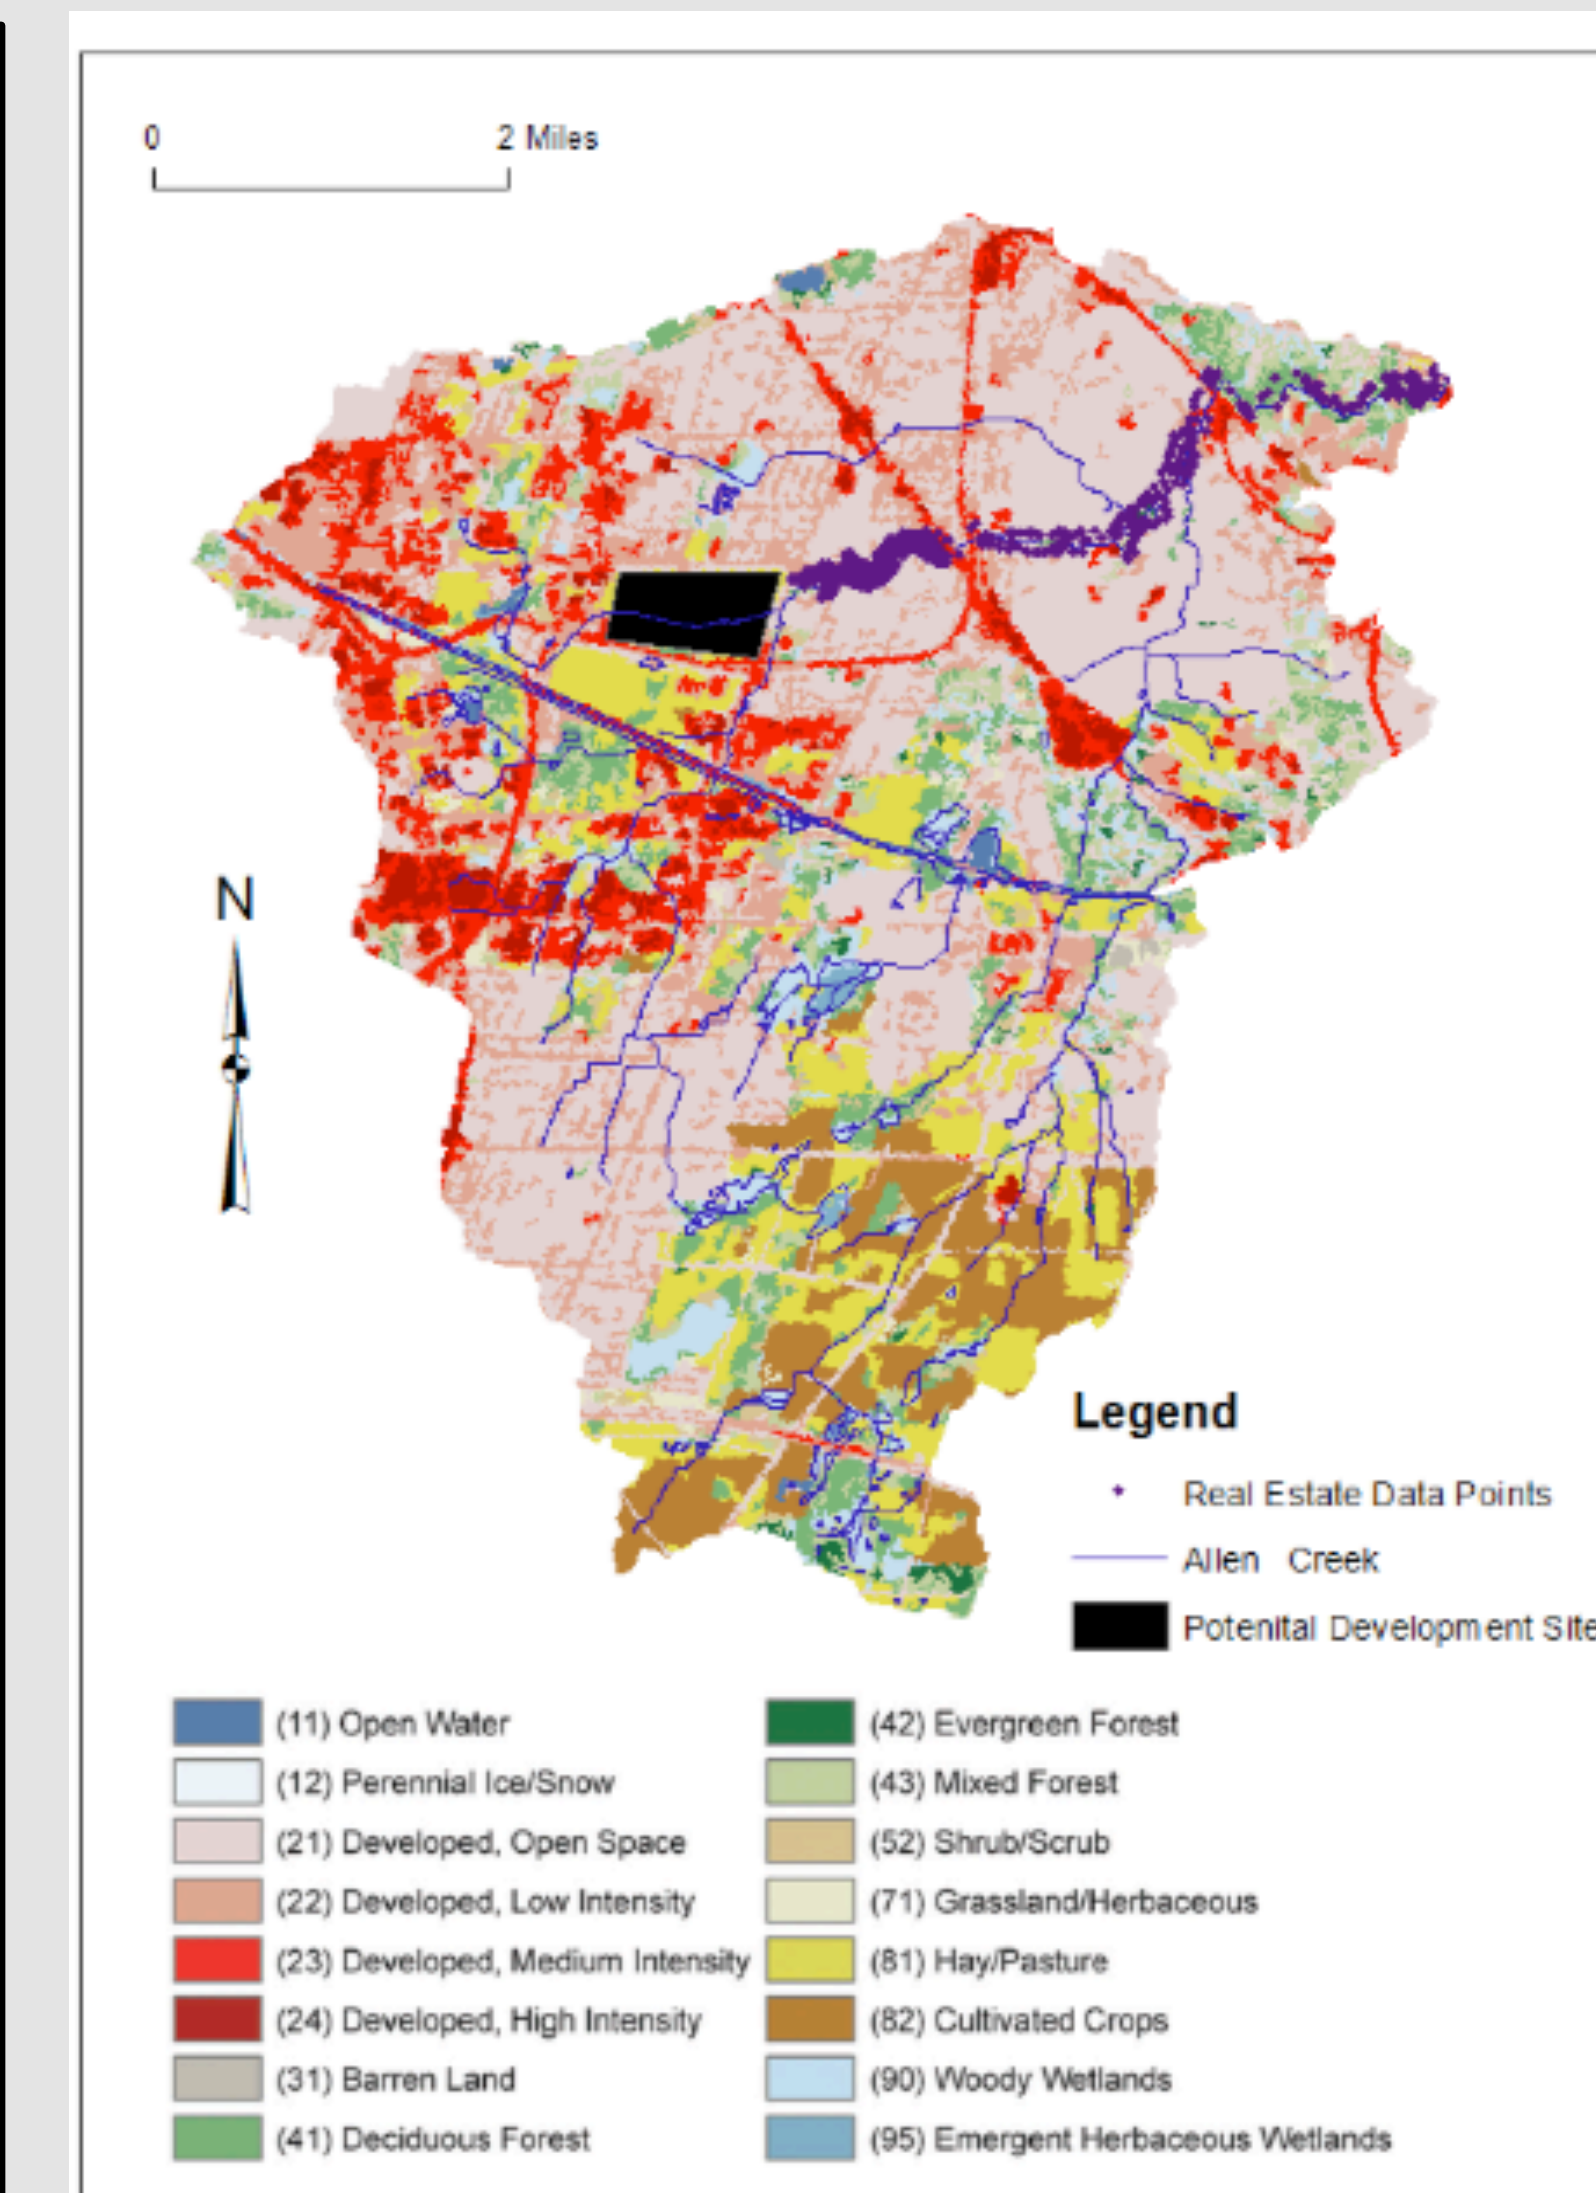 0 2 Miles
N
Legend
Real Estate Data Points
Allen Creek
Potenital Development Site
(11) Open Water
(12) Perennial Ice/Snow
(21) Developed, Open Space
(22) Developed, Low Intensity
(23) Developed, Medium Intensity
(24) Developed, High Intensity
(31) Barren Land
(41) Deciduous Forest
(42) Evergreen Forest
(43) Mixed Forest
(52) Shrub/Scrub
(71) Grassland/Herbaceous
(81) Hay/Pasture
(82) Cultivated Crops
(90) Woody Wetlands
(95) Emergent Herbaceous Wetlands